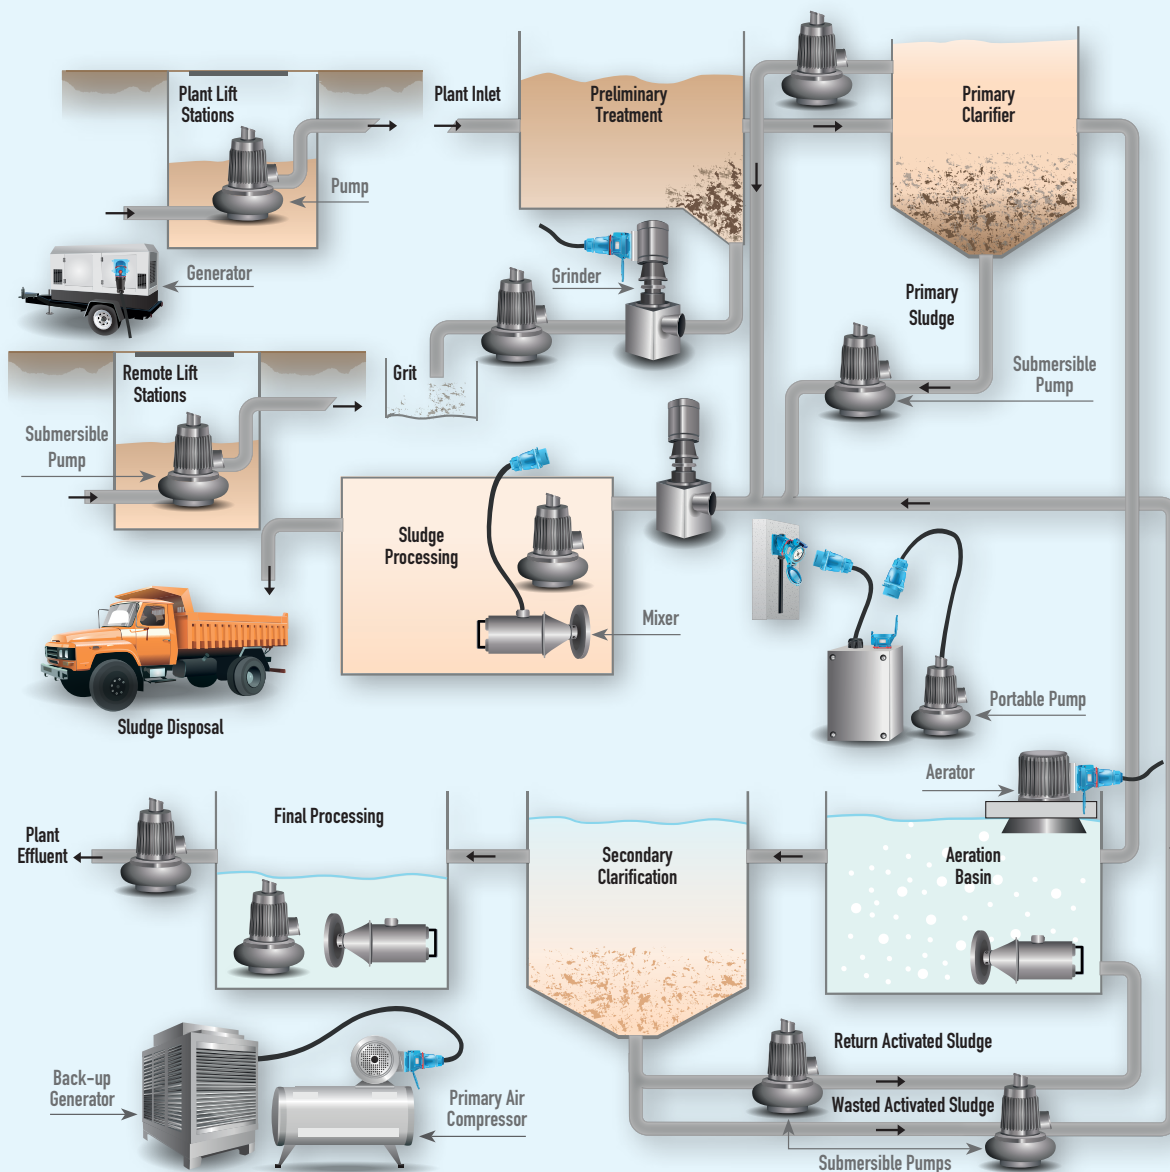 Plant Lift
Stations
Pump
Plant Inlet
Preliminary
Treatment
Primary
Clarifier
Generator
Grinder
Primary
Sludge
Remote Lift
Stations
Grit
Submersible
Pump
Submersible
Pump
Sludge
Processing
Mixer
Portable Pump
Sludge Disposal
Aerator
Final Processing
Plant
Effluent
Secondary
Clarification
Aeration
Basin
Return Activated Sludge
Back-up
Generator
Primary Air
Compressor
Wasted Activated Sludge
Submersible Pumps